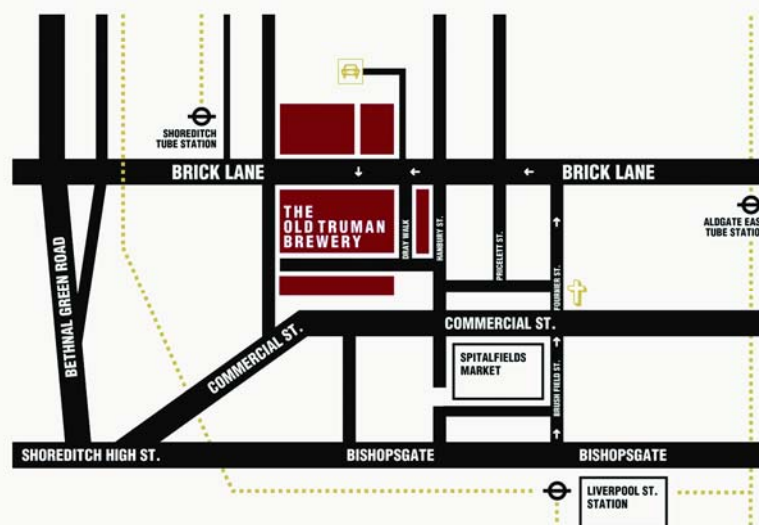 SHOREDITCH
TUBE STATION
BRICK LANE
BRICK LANE
THE
OLD TRUMAN
BREWERY
DRAY WALK
HANBURY ST.
PRICELETT ST.
FOURNIER ST.
ALDGATE EAS
TUBE STATIO
BETHNAL GREEN ROAD
COMMERCIAL ST.
COMMERCIAL ST.
SPITALFIELDS
MARKET
BRUSH FIELD ST.
SHOREDITCH HIGH ST.
BISHOPSGATE
BISHOPSGATE
LIVERPOOL ST.
STATION